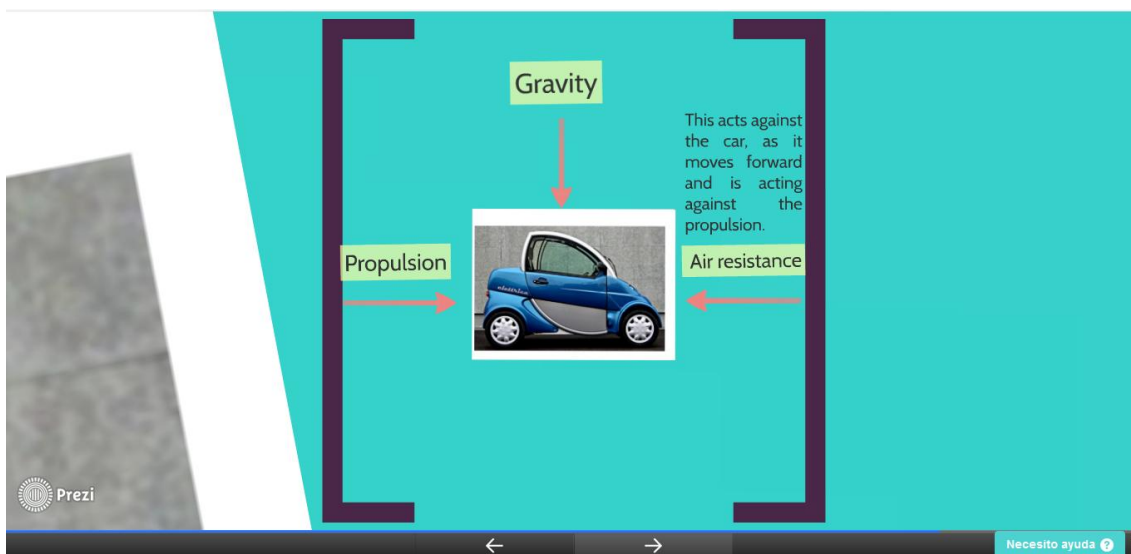 Gravity
This acts against
the car, as it
moves forward
and is acting
against the
propulsion.
Propulsion
Air resistance
Prezi
Necesito ayuda ?